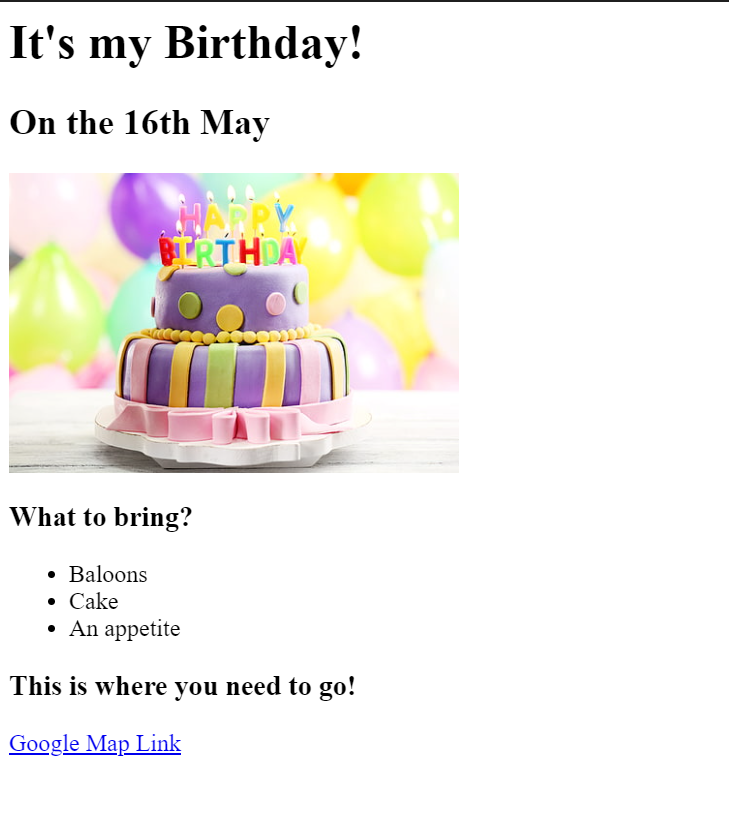 It's my Birthday!
On the 16th May
HAPPY
BIRTHDAY
What to bring?
Baloons
Cake
An appetite
This is where you need to go!
Google Map Link